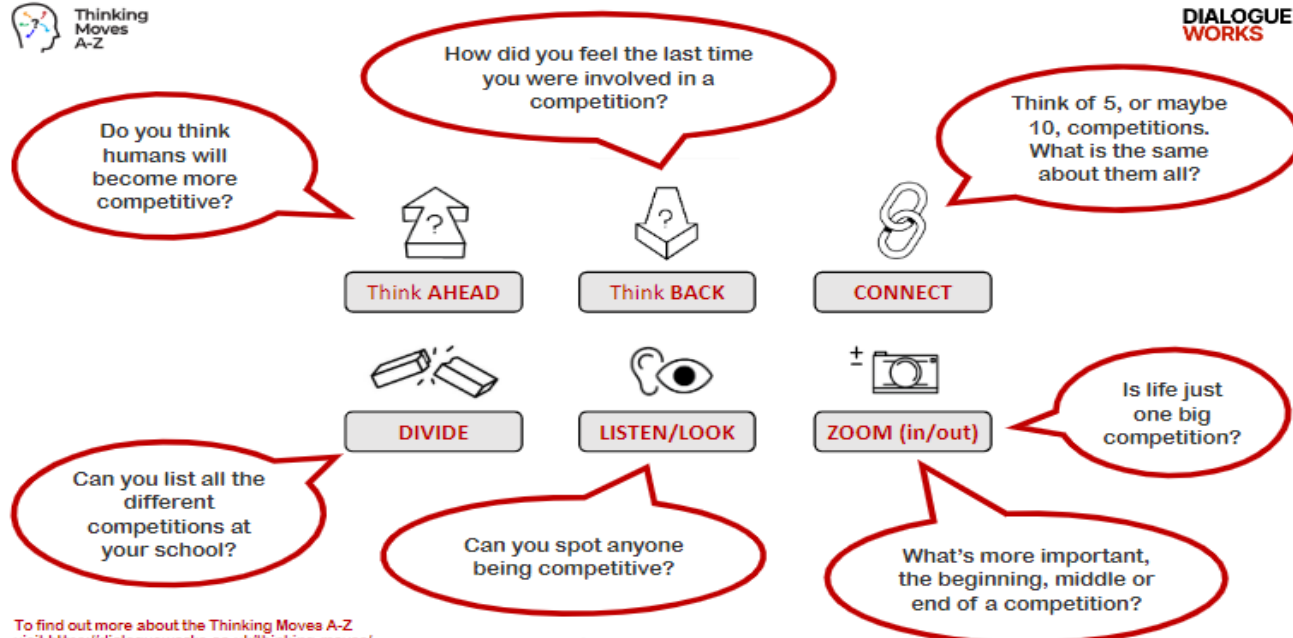 Thinking
Moves
A-Z
DIALOGUE
WORKS
How did you feel the last time
you were involved in a
competition?
Do you think
humans will
become more
competitive?
Think of 5, or maybe
10, competitions.
What is the same
about them all?
?
?
Think AHEAD
Think BACK
CONNECT
±
DIVIDE
LISTEN/LOOK
ZOOM (in/out)
Is life just
one big
competition?
Can you list all the
different
competitions at
your school?
Can you spot anyone
being competitive?
What's more important,
the beginning, middle or
end of a competition?
To find out more about the Thinking Moves A-Z